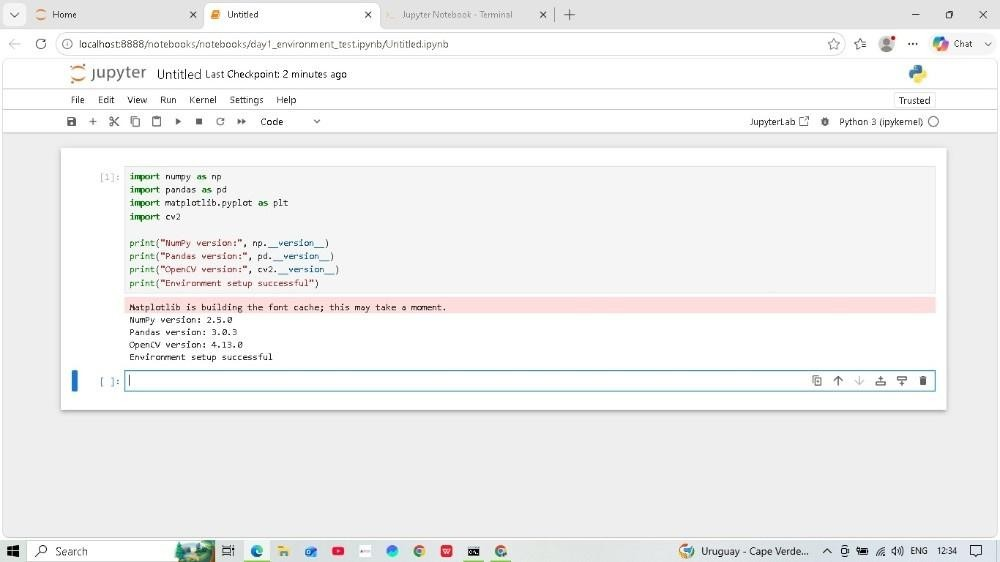 Home
Untitled
Jupyter Notebook - Terminal
localhost:8888/notebooks/notebooks/day1_environment_test.ipynb/Untitled.ipynb
Chat
jupyter Untitled Last Checkpoint: 2 minutes ago
File Edit View Run Kernel Settings Help
Trusted
Code
JupyterLab
Python 3 (ipykernel)
[1]: import numpy as np
import pandas as pd
import matplotlib.pyplot as plt
import cv2
print("NumPy version:", np.__version__)
print("Pandas version:", pd.__version__)
print("OpenCV version:", cv2.__version__)
print("Environment setup successful")
Matplotlib is building the font cache; this may take a moment.
NumPy version: 2.5.0
Pandas version: 3.0.3
OpenCV version: 4.13.0
Environment setup successful
[ ]:
Search
Uruguay - Cape Verde...
ENG
12:34